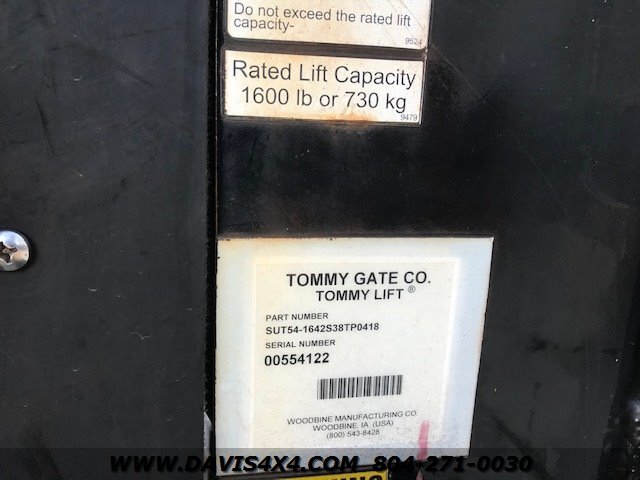 Do not exceed the rated lift
capacity-
9524
Rated Lift Capacity
1600 lb or 730 kg
9479
TOMMY GATE CO.
TOMMY LIFT ®
PART NUMBER
SUT54-1642S38TP0418
SERIAL NUMBER
00554122
WOODBINE MANUFACTURING CO
WOODBINE, IA (USA)
(800) 543-8428
WWW.DAVIS4X4.COM 804-271-0030